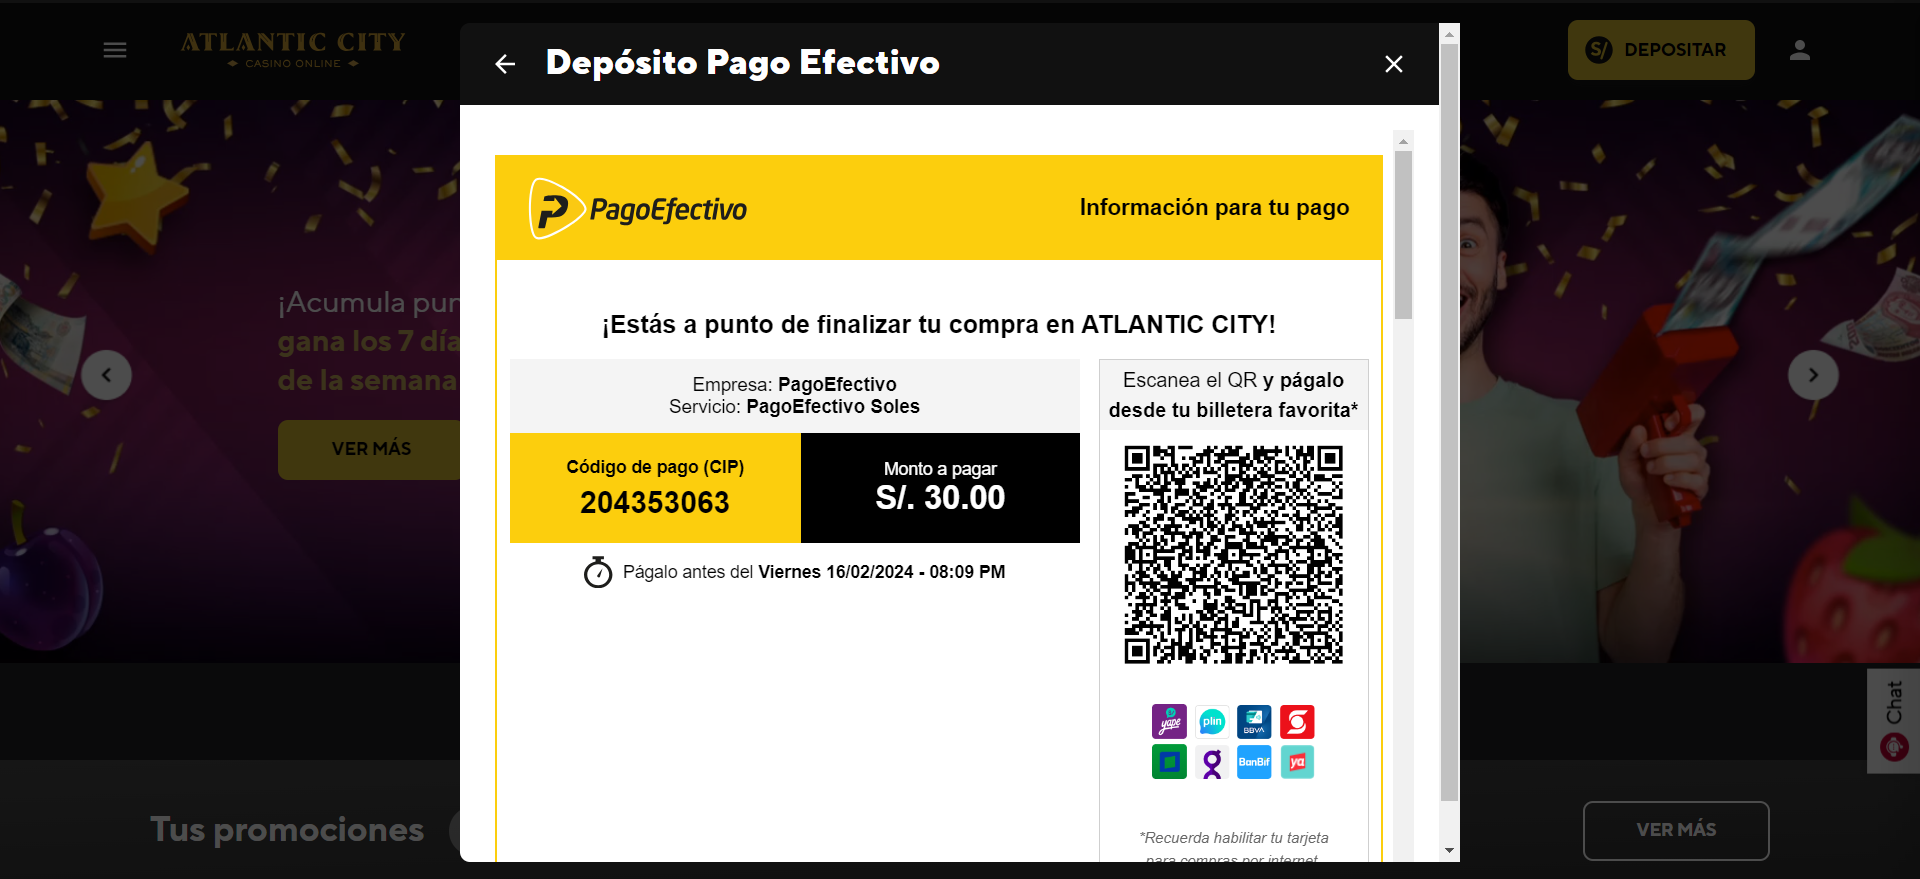 ATLANTIC CITY
CASINO ONLINE
Depósito Pago Efectivo
S/ DEPOSITAR
PagoEfectivo
Información para tu pago
¡Acumula pun
gana los 7 día
de la semana
VER MÁS
¡Estás a punto de finalizar tu compra en ATLANTIC CITY!
Empresa: PagoEfectivo
Servicio: PagoEfectivo Soles
Código de pago (CIP)
204353063
Monto a pagar
S/. 30.00
Págalo antes del Viernes 16/02/2024 - 08:09 PM
Escanea el QR y págalo
desde tu billetera favorita*
yape
plin
BBVA
BanBif
ya
*Recuerda habilitar tu tarjeta
para compras por internet
Chat
Tus promociones
VER MÁS